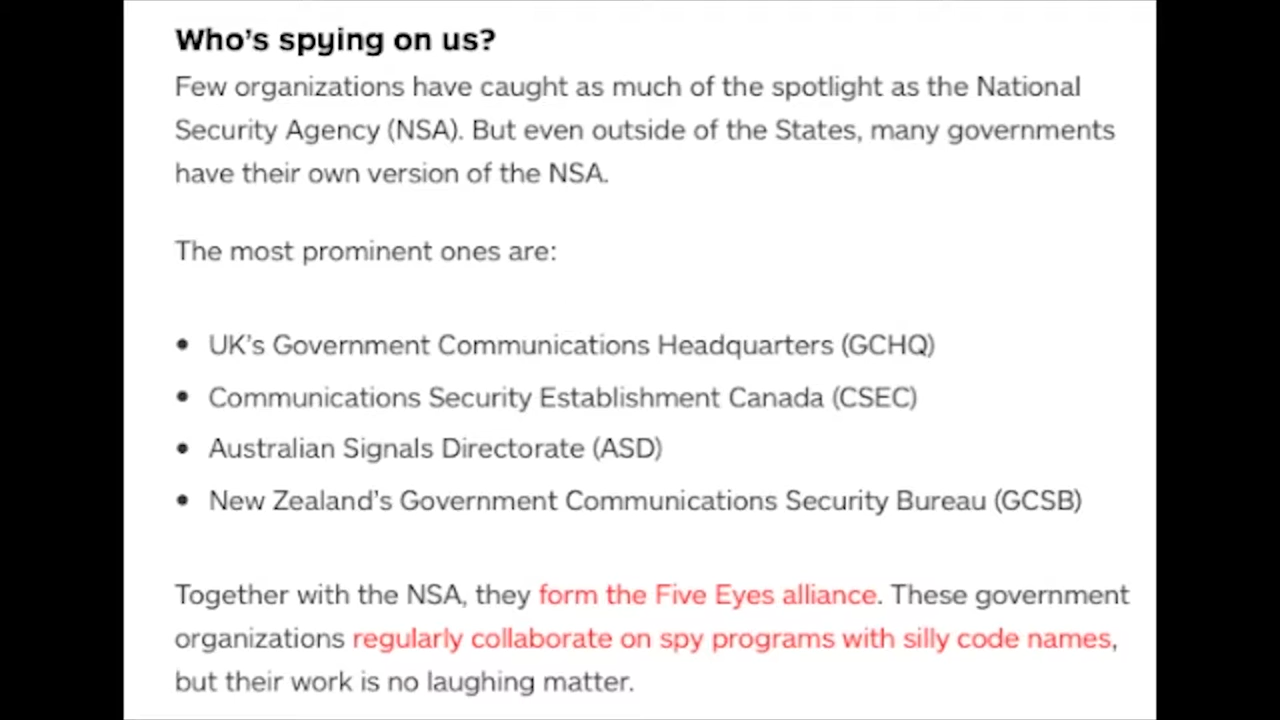 Who's spying on us?
Few organizations have caught as much of the spotlight as the National
Security Agency (NSA). But even outside of the States, many governments
have their own version of the NSA.
The most prominent ones are:
• UK's Government Communications Headquarters (GCHQ)
• Communications Security Establishment Canada (CSEC)
• Australian Signals Directorate (ASD)
• New Zealand's Government Communications Security Bureau (GCSB)
Together with the NSA, they form the Five Eyes alliance. These government
organizations regularly collaborate on spy programs with silly code names,
but their work is no laughing matter.